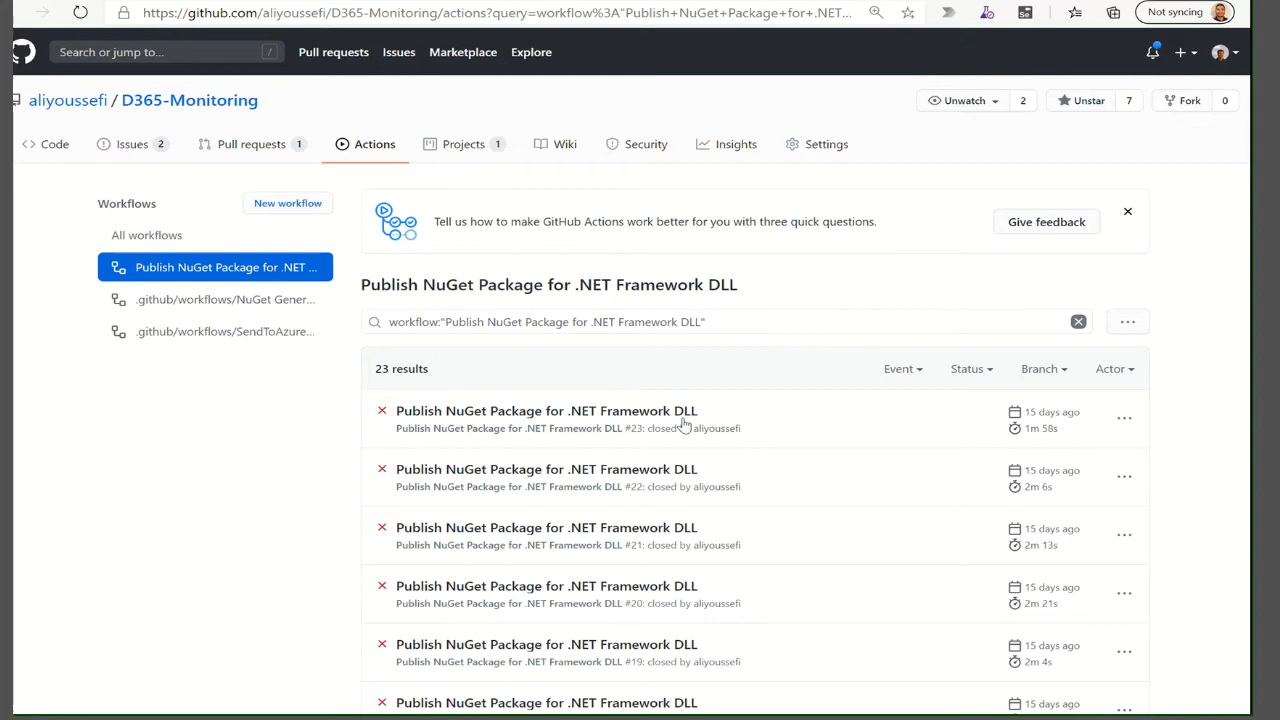 https://github.com/aliyoussefi/D365-Monitoring/actions?query=workflow%3A"Publish+NuGet+Package+for+.NET...
Not syncing
Search or jump to...
/
Pull requests
Issues
Marketplace
Explore
aliyoussefi / D365-Monitoring
Unwatch
2
Unstar
7
Fork
0
Code
Issues 2
Pull requests 1
Actions
Projects 1
Wiki
Security
Insights
Settings
Workflows
New workflow
All workflows
Publish NuGet Package for .NET ...
.github/workflows/NuGet Gener...
.github/workflows/SendToAzure...
Tell us how to make GitHub Actions work better for you with three quick questions.
Give feedback
Publish NuGet Package for .NET Framework DLL
workflow:"Publish NuGet Package for .NET Framework DLL"
23 results
Event
Status
Branch
Actor
Publish NuGet Package for .NET Framework DLL
Publish NuGet Package for .NET Framework DLL #23: closed by aliyoussefi
15 days ago
1m 58s
Publish NuGet Package for .NET Framework DLL
Publish NuGet Package for .NET Framework DLL #22: closed by aliyoussefi
15 days ago
2m 6s
Publish NuGet Package for .NET Framework DLL
Publish NuGet Package for .NET Framework DLL #21: closed by aliyoussefi
15 days ago
2m 13s
Publish NuGet Package for .NET Framework DLL
Publish NuGet Package for .NET Framework DLL #20: closed by aliyoussefi
15 days ago
2m 21s
Publish NuGet Package for .NET Framework DLL
Publish NuGet Package for .NET Framework DLL #19: closed by aliyoussefi
15 days ago
2m 4s
Publish NuGet Package for .NET Framework DLL
15 days ago